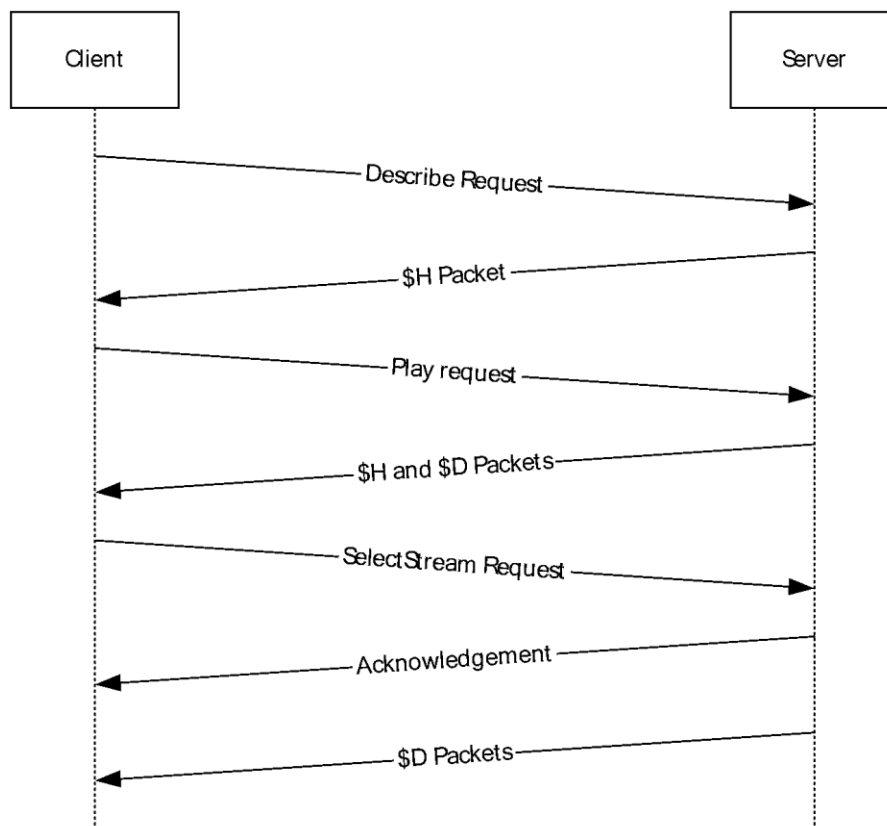 Client
Server
Describe Request
$H Packet
Play request
$H and $D Packets
SelectStream Request
Acknowledgement
$D Packets